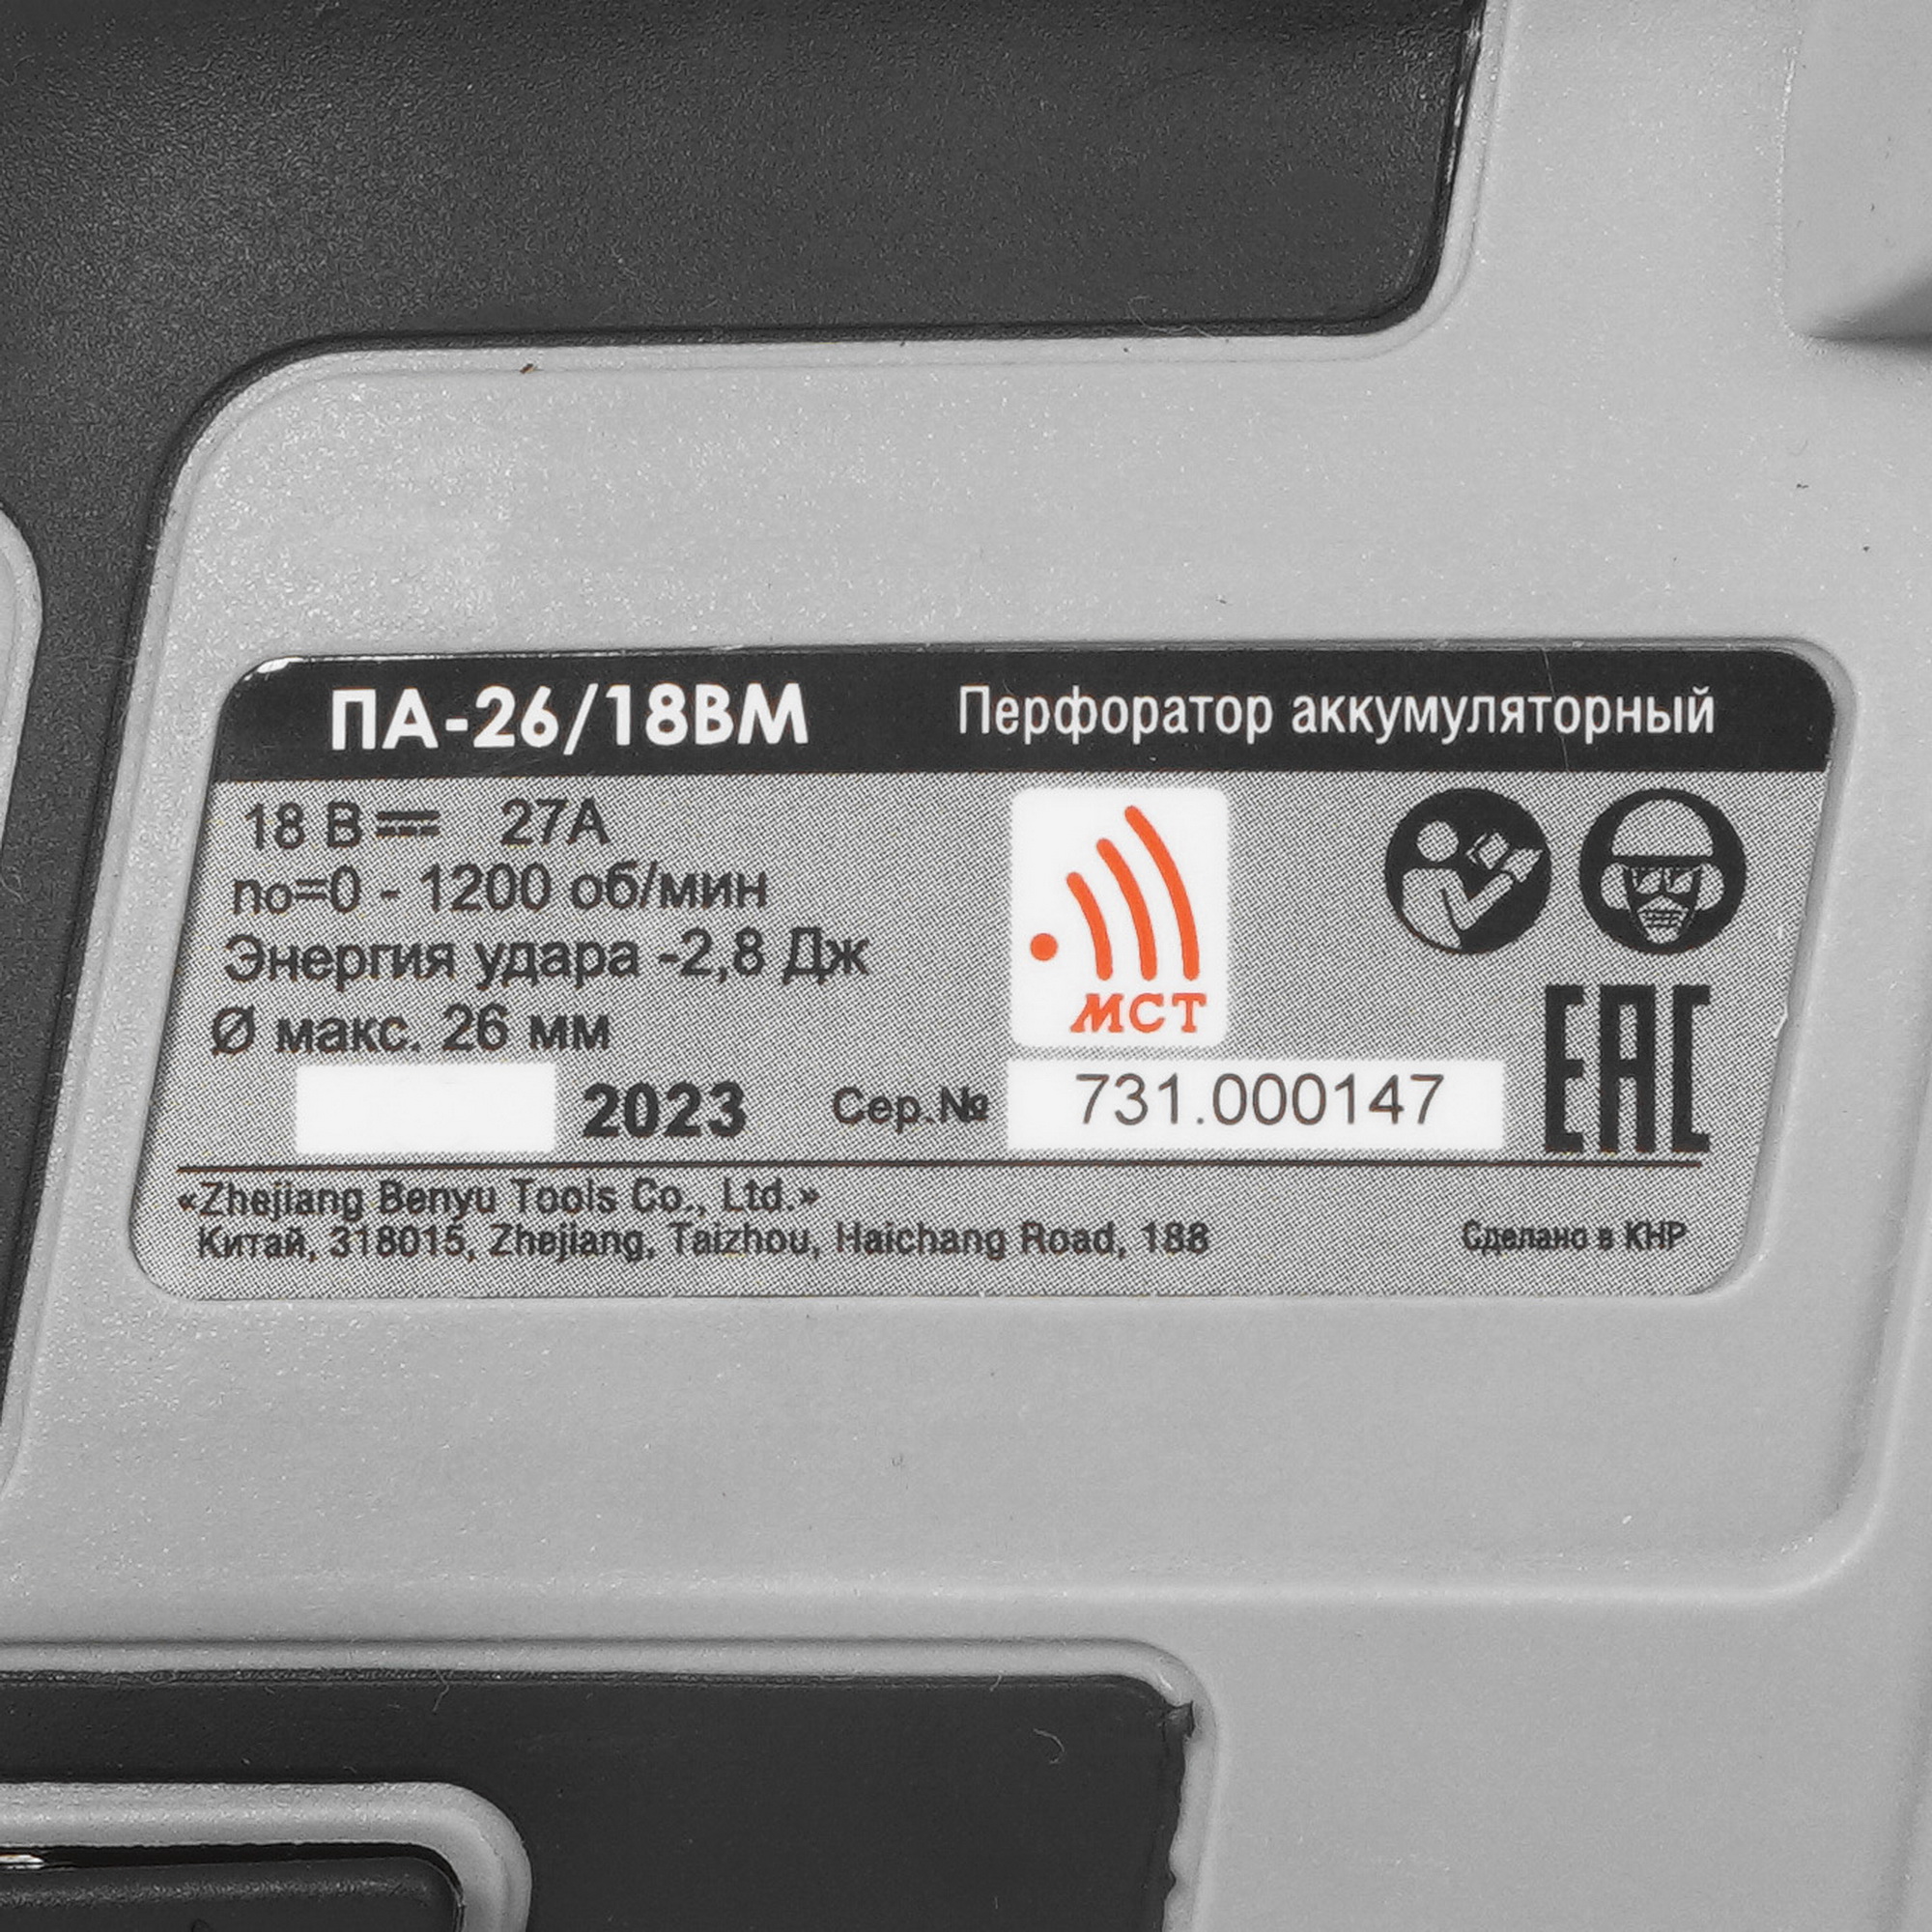 ПА-26/18ВМ Перфоратор аккумуляторный
18 В 27А
no=0 - 1200 об/мин
Энергия удара -2,8 Дж
Ø макс. 26 мм
МСТ
ЕАС
2023 Сер.№ 731.000147
«Zhejiang Benyu Tools Co., Ltd.»
Китай, 318015, Zhejiang, Taizhou, Haichang Road, 188
Сделано в КНР